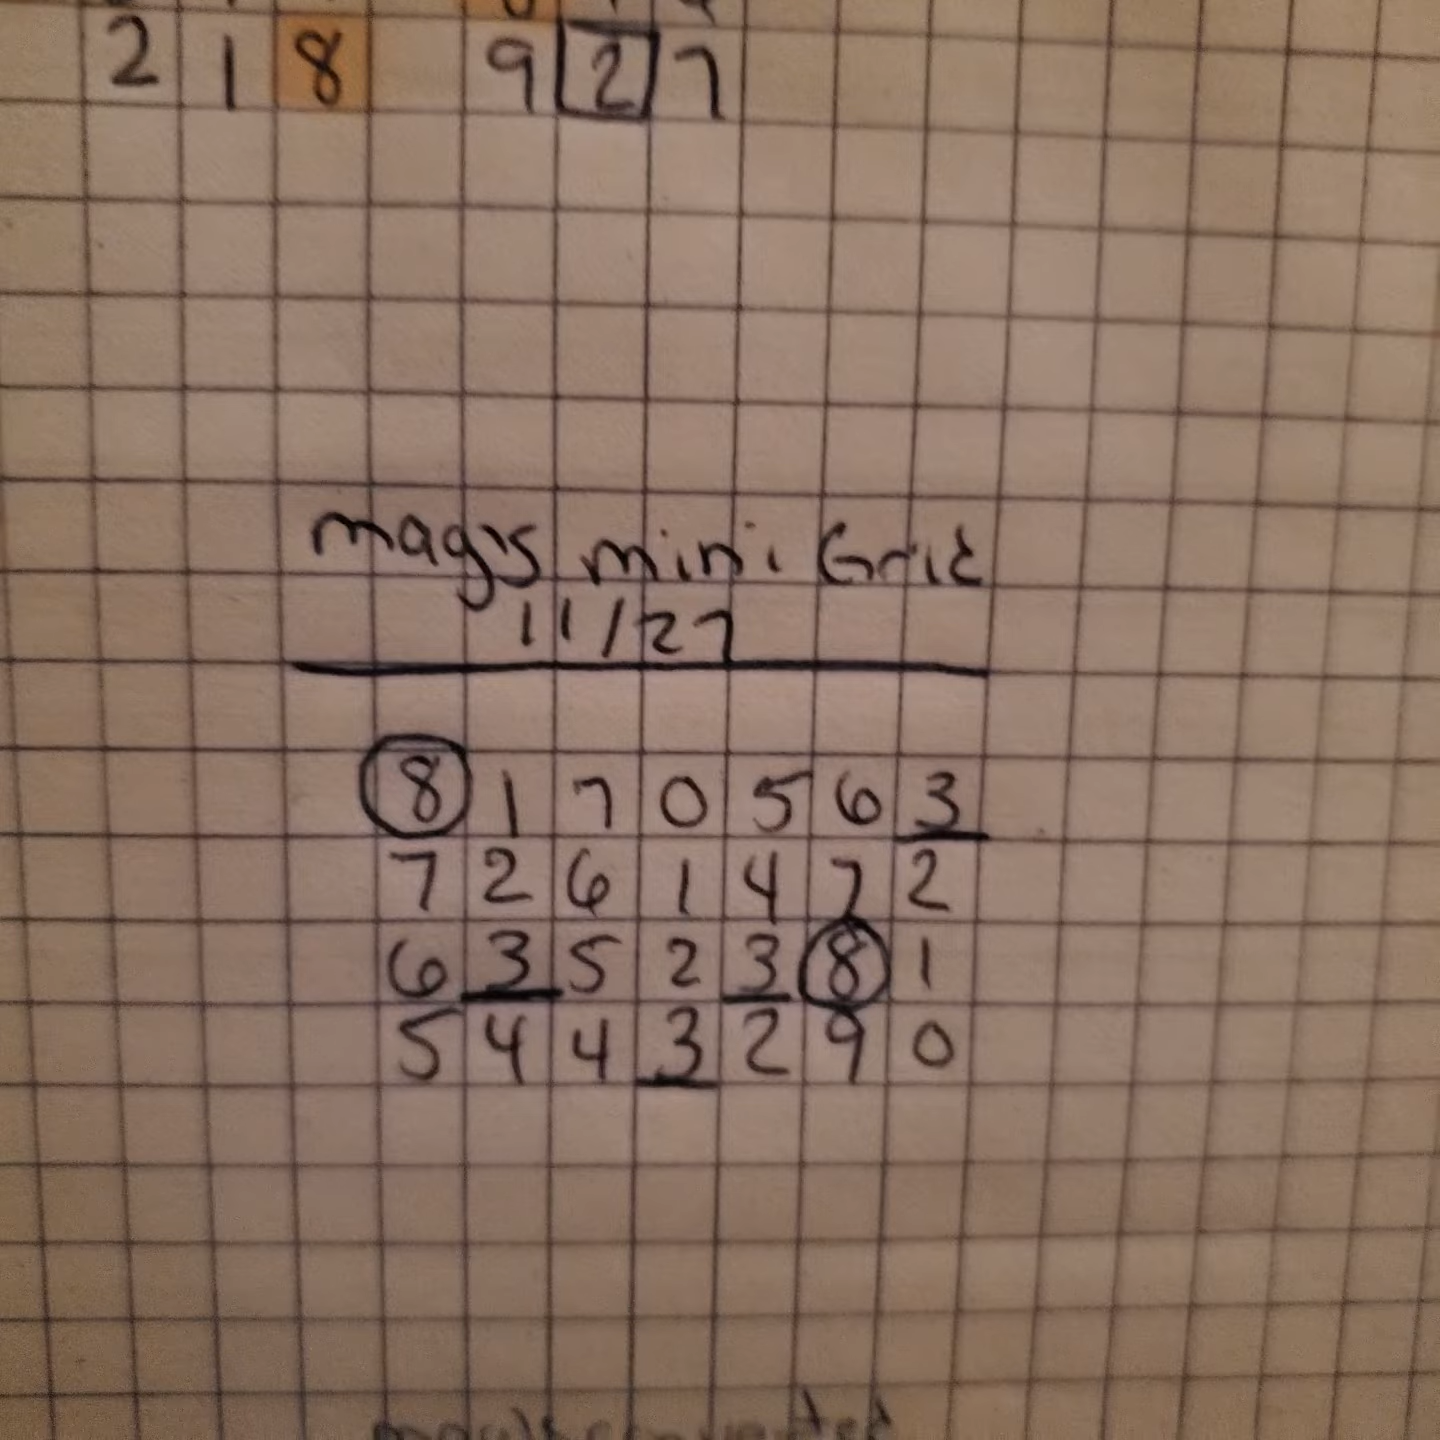 2 1 8 9 2 7
mag's mini Grid
11/27
8 1 7 0 5 6 3
7 2 6 1 4 7 2
6 3 5 2 3 8 1
5 4 4 3 2 9 0